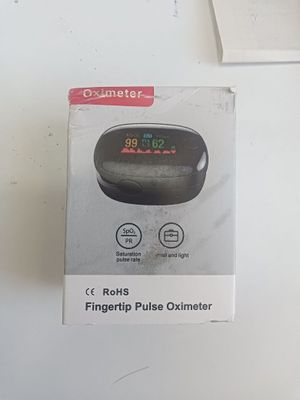 Oximeter
99 62
SpO₂
PR
Saturation
pulse rate
small and light
CE RoHS
Fingertip Pulse Oximeter